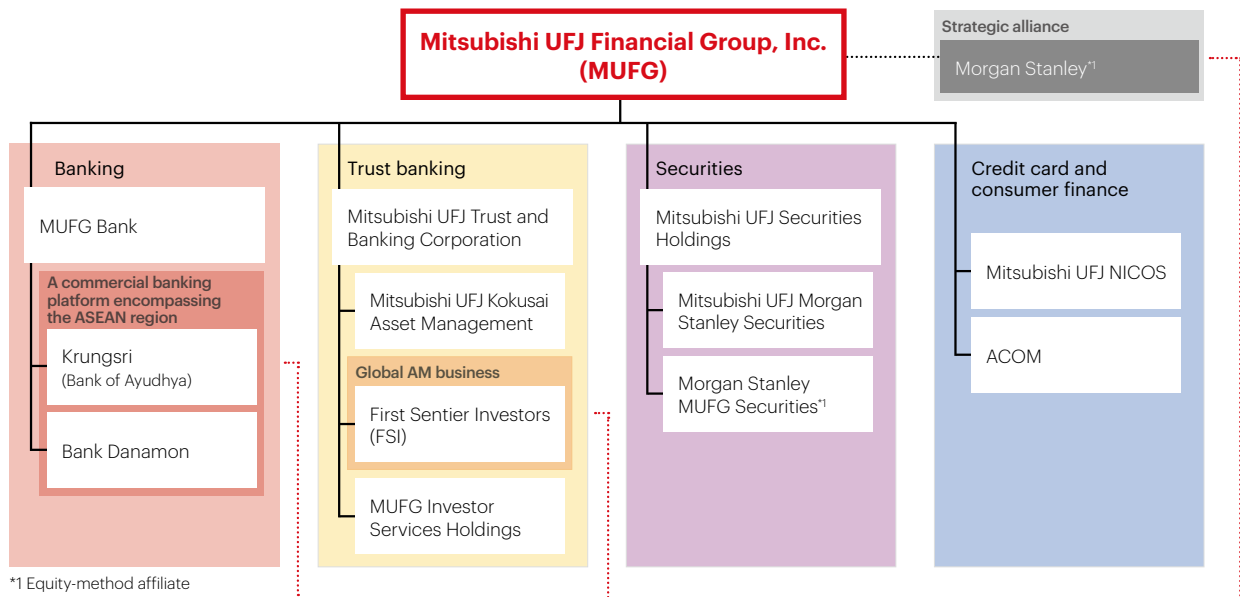 Mitsubishi UFJ Financial Group, Inc.
(MUFG)
Strategic alliance
Morgan Stanley*1
Banking
MUFG Bank
A commercial banking
platform encompassing
the ASEAN region
Krungsri
(Bank of Ayudhya)
Bank Danamon
Trust banking
Mitsubishi UFJ Trust and
Banking Corporation
Mitsubishi UFJ Kokusai
Asset Management
Global AM business
First Sentier Investors
(FSI)
MUFG Investor
Services Holdings
Securities
Mitsubishi UFJ Securities
Holdings
Mitsubishi UFJ Morgan
Stanley Securities
Morgan Stanley
MUFG Securities*1
Credit card and
consumer finance
Mitsubishi UFJ NICOS
ACOM
*1 Equity-method affiliate